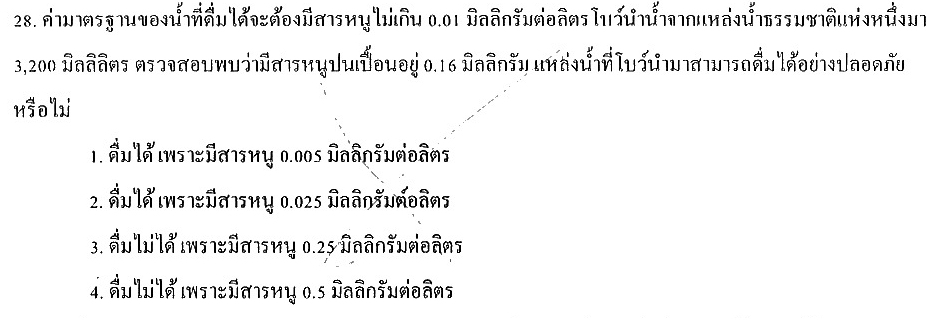 28. ค่ามาตรฐานของน้ำที่ดื่มได้จะต้องมีสารหนูไม่เกิน 0.01 มิลลิกรัมต่อลิตร โบว์นำน้ำจากแหล่งน้ำธรรมชาติแห่งหนึ่งมา
3,200 มิลลิลิตร ตรวจสอบพบว่ามีสารหนูปนเปื้อนอยู่ 0.16 มิลลิกรัม แหล่งน้ำที่โบว์นำมาสามารถดื่มได้อย่างปลอดภัย
หรือไม่
1. ดื่มได้ เพราะมีสารหนู 0.005 มิลลิกรัมต่อลิตร
2. ดื่มได้ เพราะมีสารหนู 0.025 มิลลิกรัมต่อลิตร
3. ดื่มไม่ได้ เพราะมีสารหนู 0.25 มิลลิกรัมต่อลิตร
4. ดื่มไม่ได้ เพราะมีสารหนู 0.5 มิลลิกรัมต่อลิตร